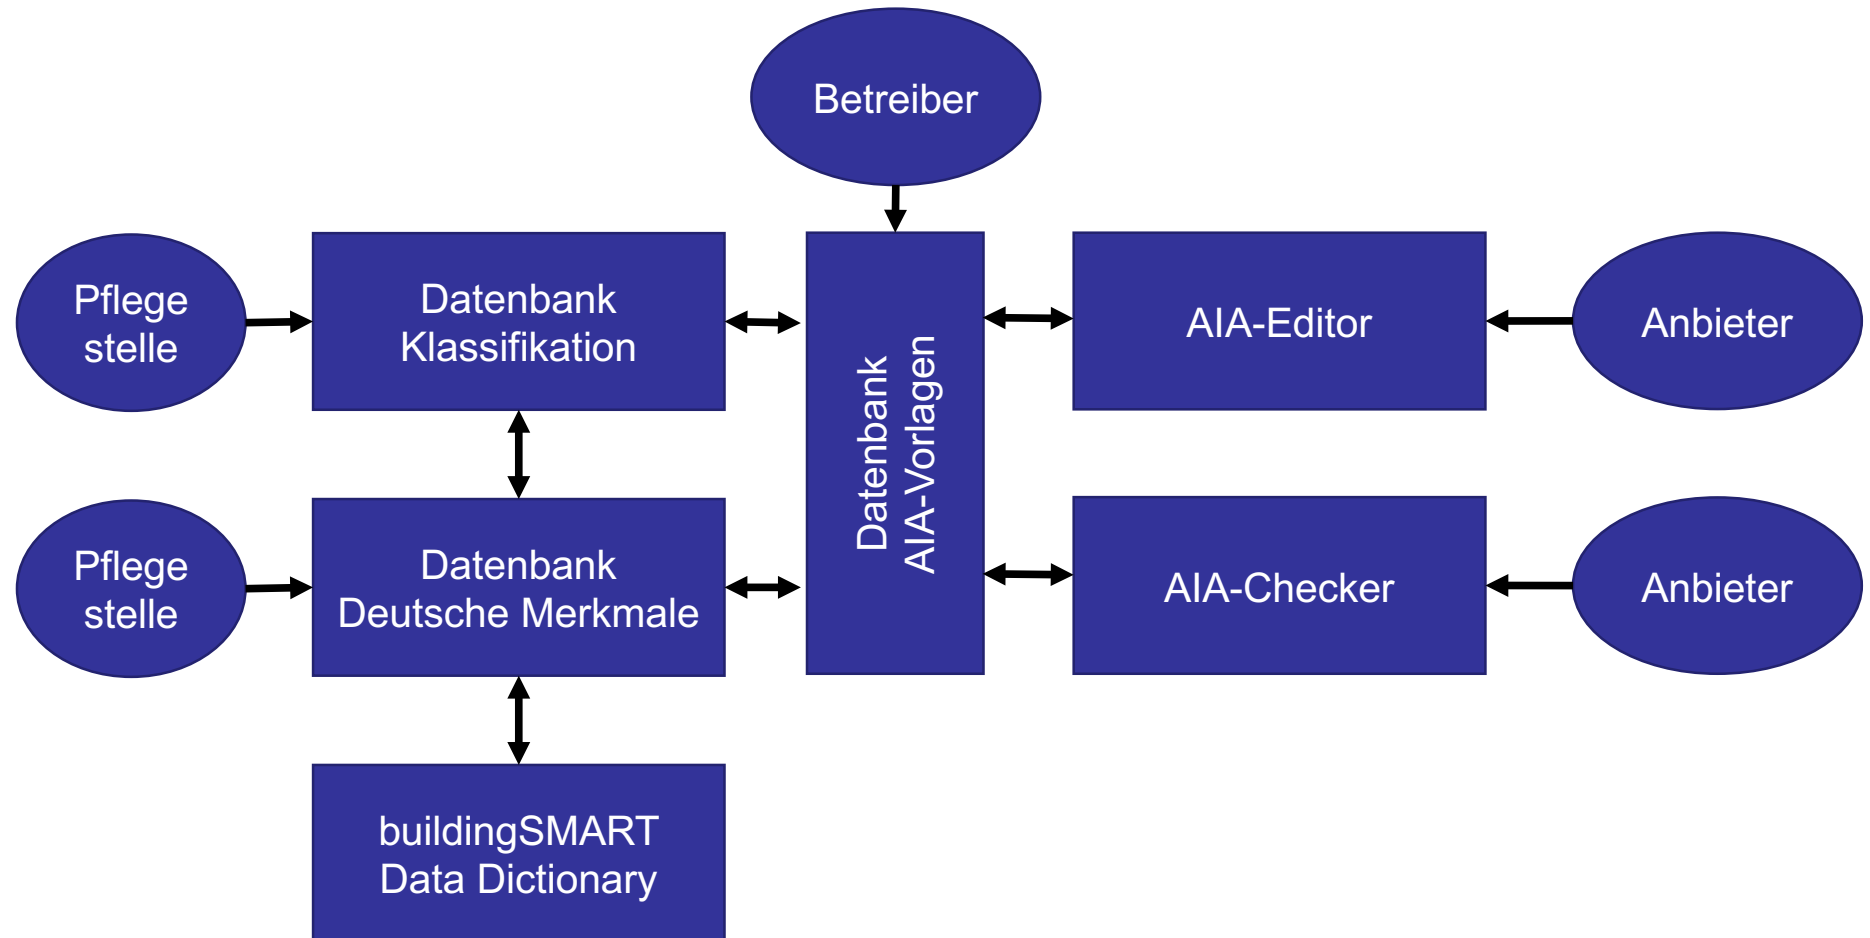 Betreiber
Pflege
stelle
Datenbank
Klassifikation
Datenbank
AIA-Vorlagen
AIA-Editor
Anbieter
Pflege
stelle
Datenbank
Deutsche Merkmale
AIA-Checker
Anbieter
buildingSMART
Data Dictionary